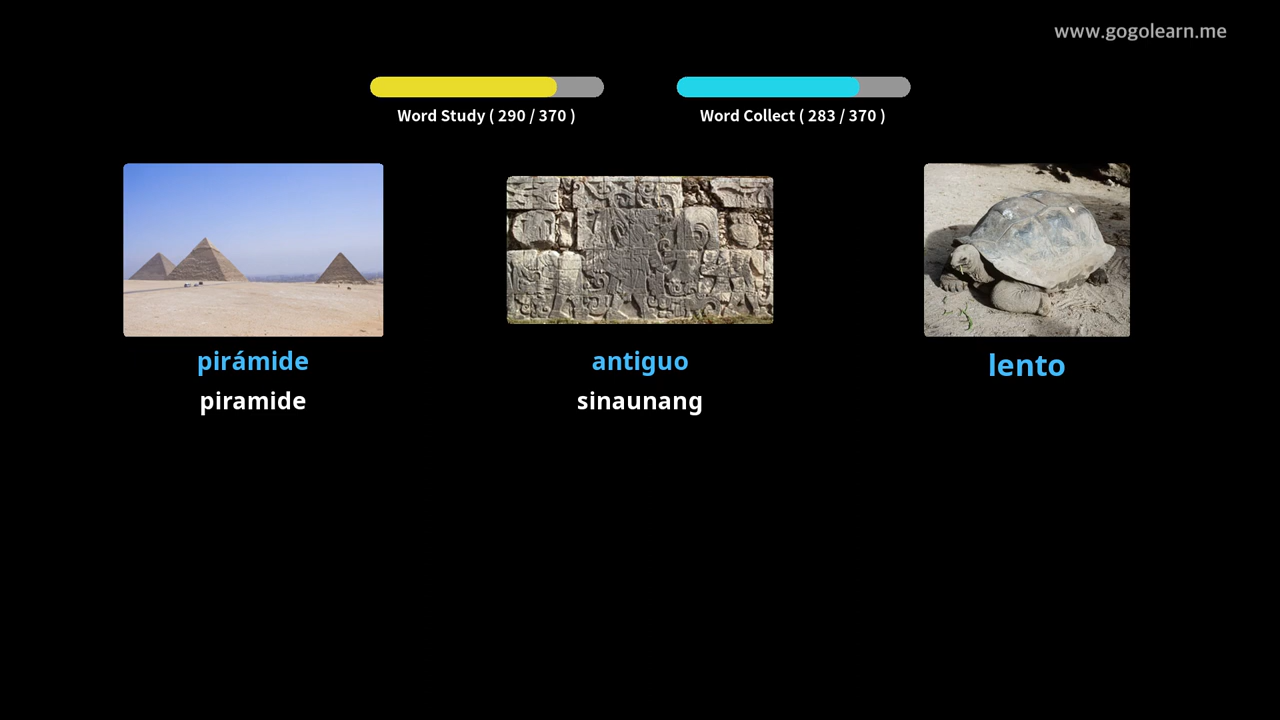 www.gogolearn.me
Word Study ( 290 / 370 )
Word Collect ( 283 / 370 )
pirámide
piramide
antiguo
sinaunang
lento